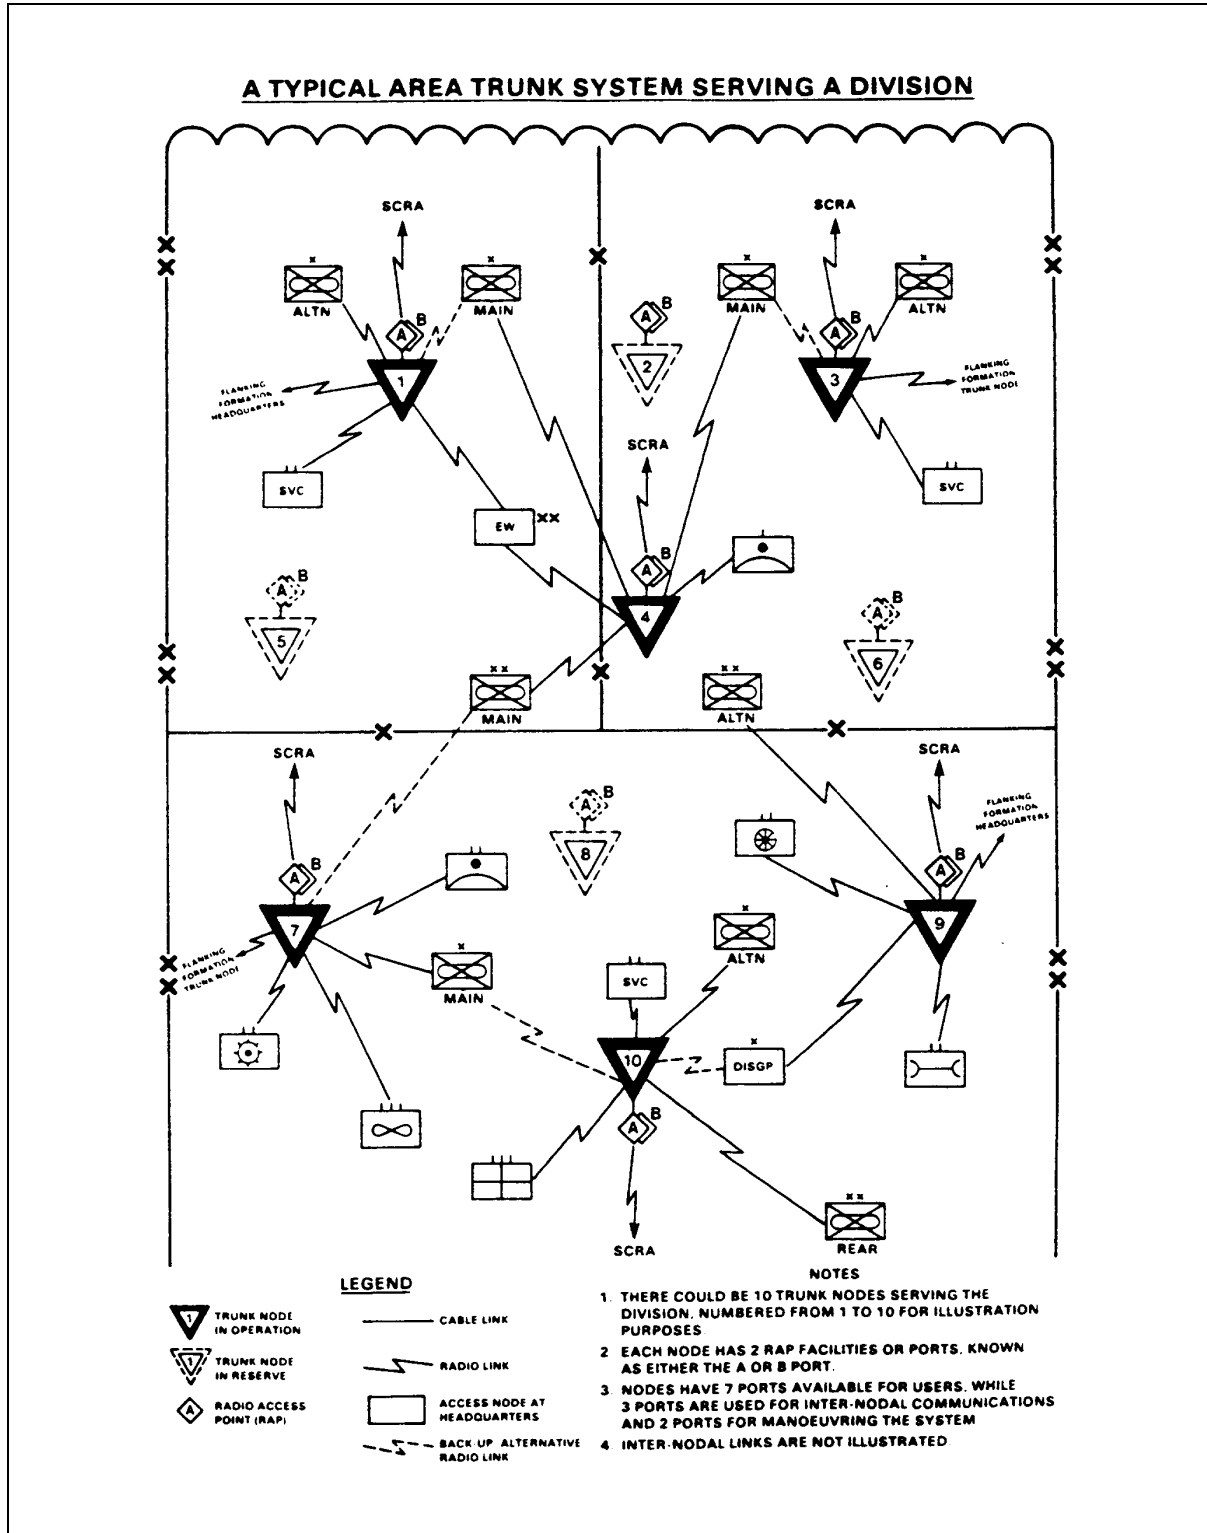 A TYPICAL AREA TRUNK SYSTEM SERVING A DIVISION
SCRA
SCRA
ALTN
B
A
MAIN
B
A
2
MAIN
B
A
ALTN
1
3
FLANKING
FORMATION
HEADQUARTERS
FLANKING
FORMATION
TRUNK NODE
SVC
SCRA
SVC
EW
XX
B
A
4
B
A
5
B
A
6
XX
MAIN
XX
ALTN
SCRA
SCRA
B
A
8
FLANKING
FORMATION
HEADQUARTERS
B
A
7
B
A
9
FLANKING
FORMATION
TRUNK NODE
X
MAIN
X
ALTN
SVC
10
X
DISGP
B
A
XX
REAR
SCRA
LEGEND
1
TRUNK NODE
IN OPERATION
1
TRUNK NODE
IN RESERVE
A
RADIO ACCESS
POINT (RAP)
CABLE LINK
RADIO LINK
ACCESS NODE AT
HEADQUARTERS
BACK-UP ALTERNATIVE
RADIO LINK
NOTES
1. THERE COULD BE 10 TRUNK NODES SERVING THE
DIVISION, NUMBERED FROM 1 TO 10 FOR ILLUSTRATION
PURPOSES
2 EACH NODE HAS 2 RAP FACILITIES OR PORTS, KNOWN
AS EITHER THE A OR B PORT.
3. NODES HAVE 7 PORTS AVAILABLE FOR USERS, WHILE
3 PORTS ARE USED FOR INTER-NODAL COMMUNICATIONS
AND 2 PORTS FOR MANOEUVRING THE SYSTEM
4. INTER-NODAL LINKS ARE NOT ILLUSTRATED